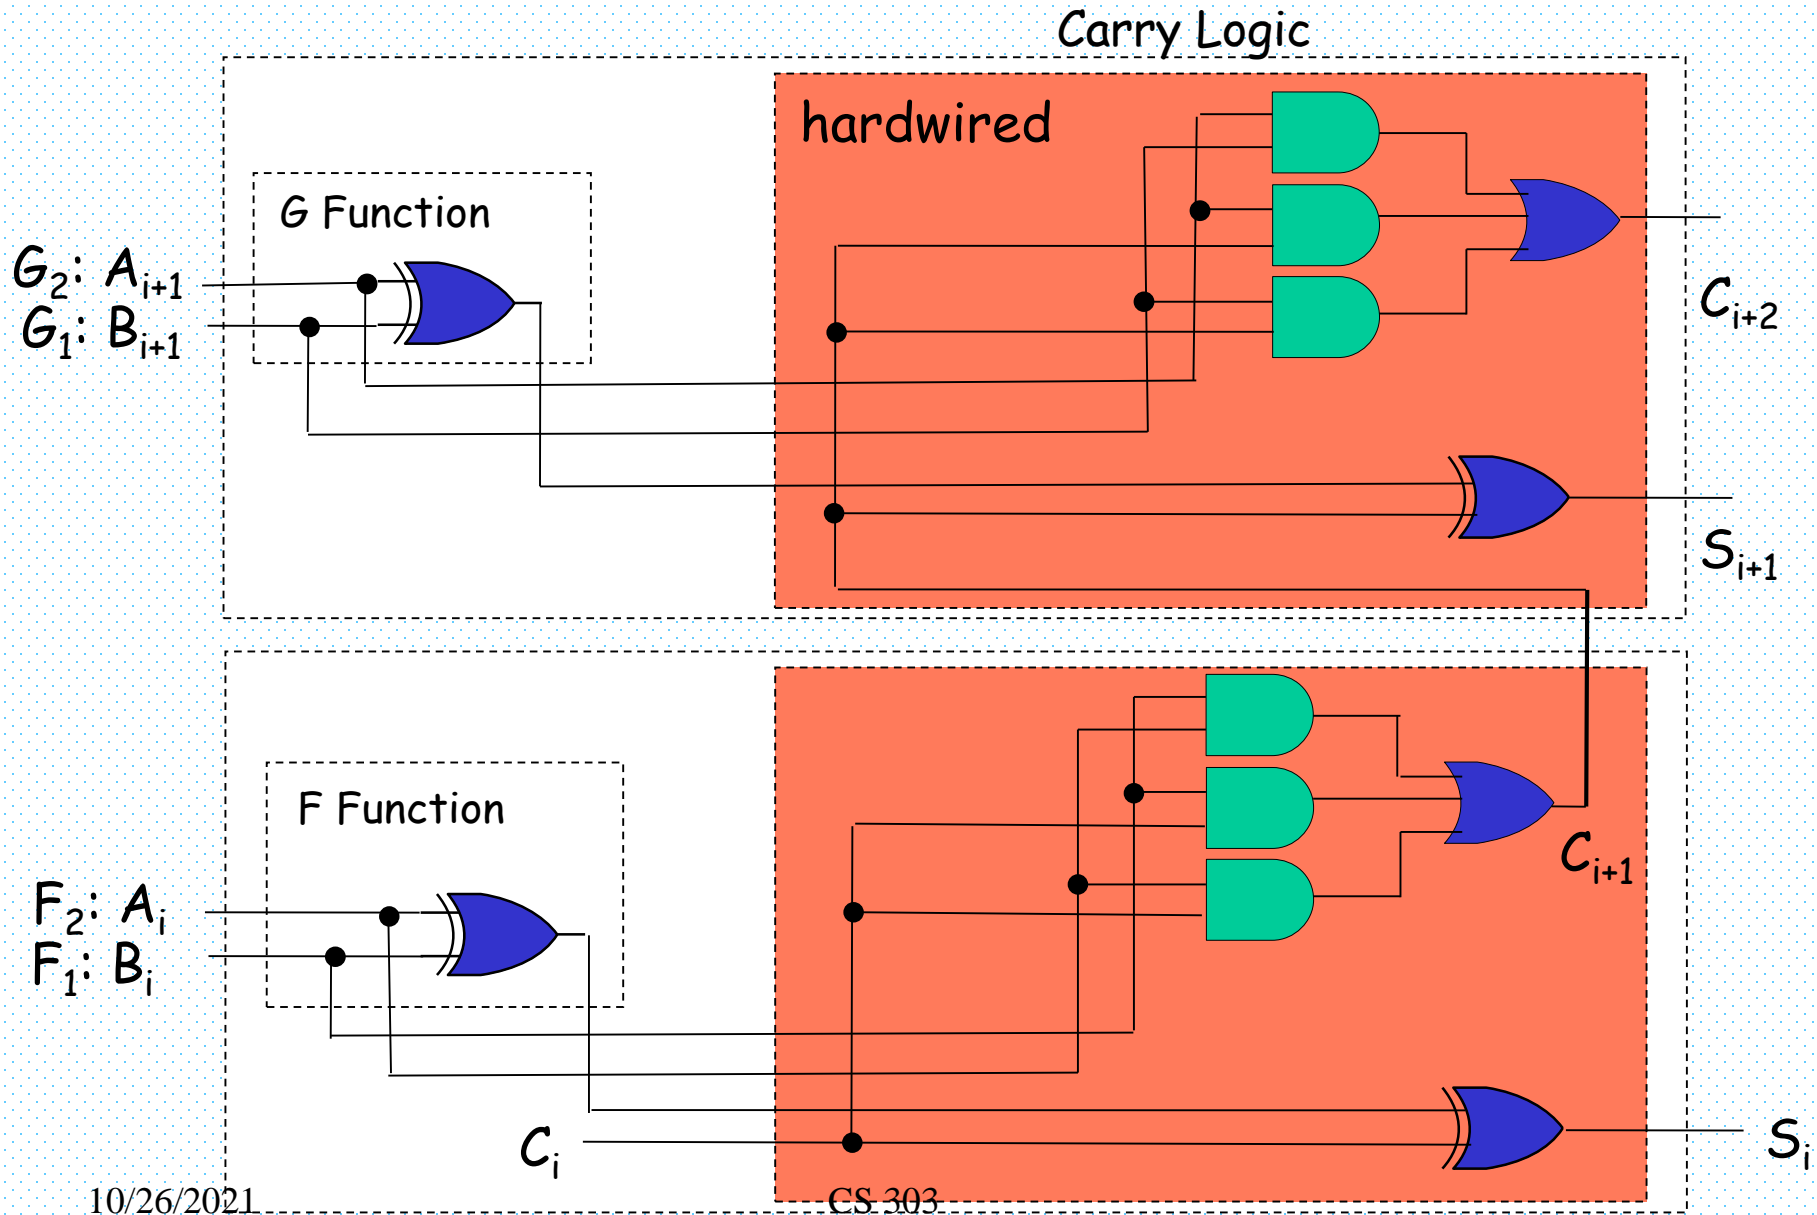 Carry Logic
hardwired
G Function
G₂: Aᵢ₊₁
G₁: Bᵢ₊₁
Cᵢ₊₂
Sᵢ₊₁
F Function
Cᵢ₊₁
F₂: Aᵢ
F₁: Bᵢ
Cᵢ
Sᵢ
10/26/2021
CS 303